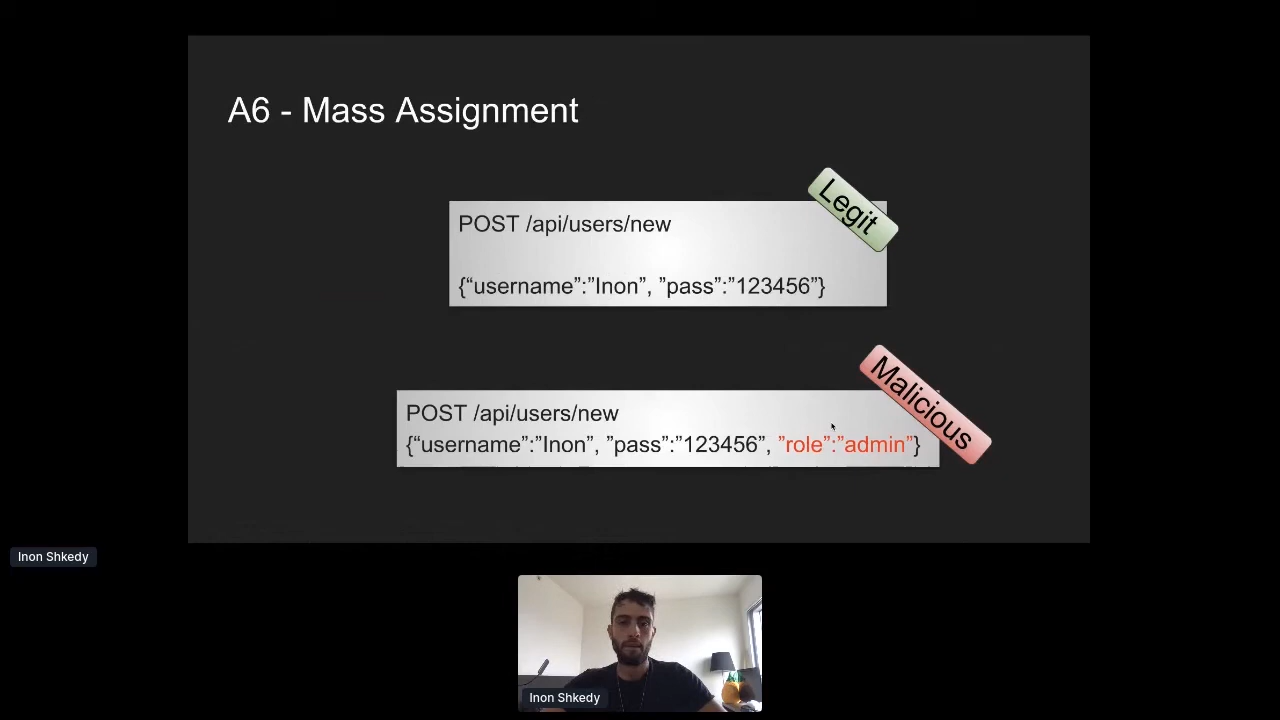 A6 - Mass Assignment
Legit
POST /api/users/new
{“username”:”Inon”, ”pass”:”123456”}
Malicious
POST /api/users/new
{“username”:”Inon”, ”pass”:”123456”, ”role”:”admin”}
Inon Shkedy
Inon Shkedy